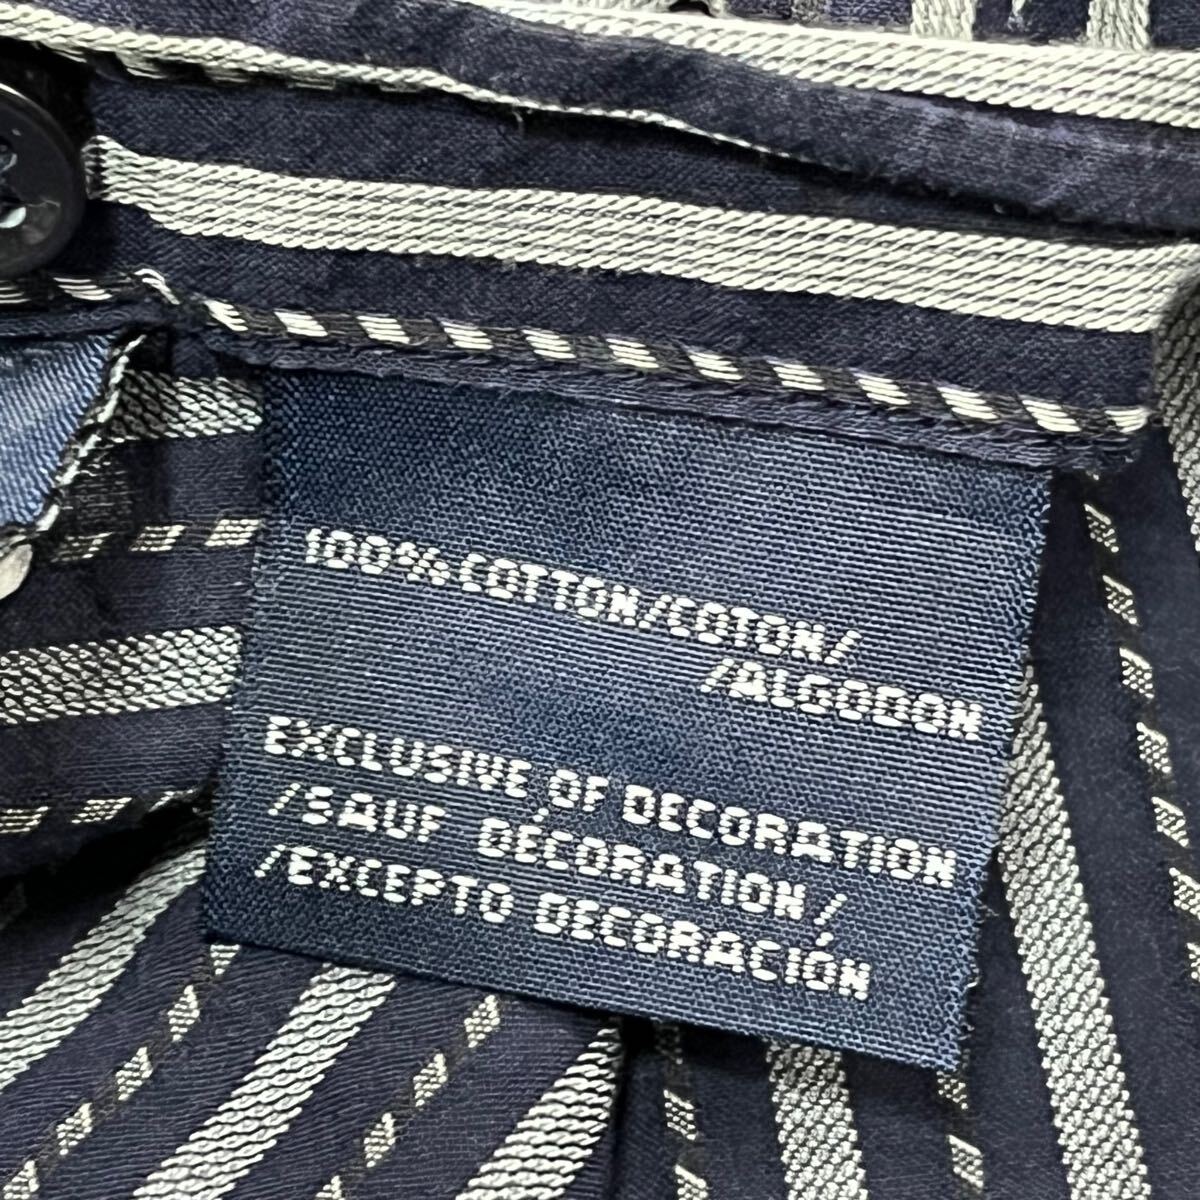 100% COTTON/COTON/
/ALGODON
EXCLUSIVE OF DECORATION
/SAUF DÉCORATION/
/EXCEPTO DECORACIÓN